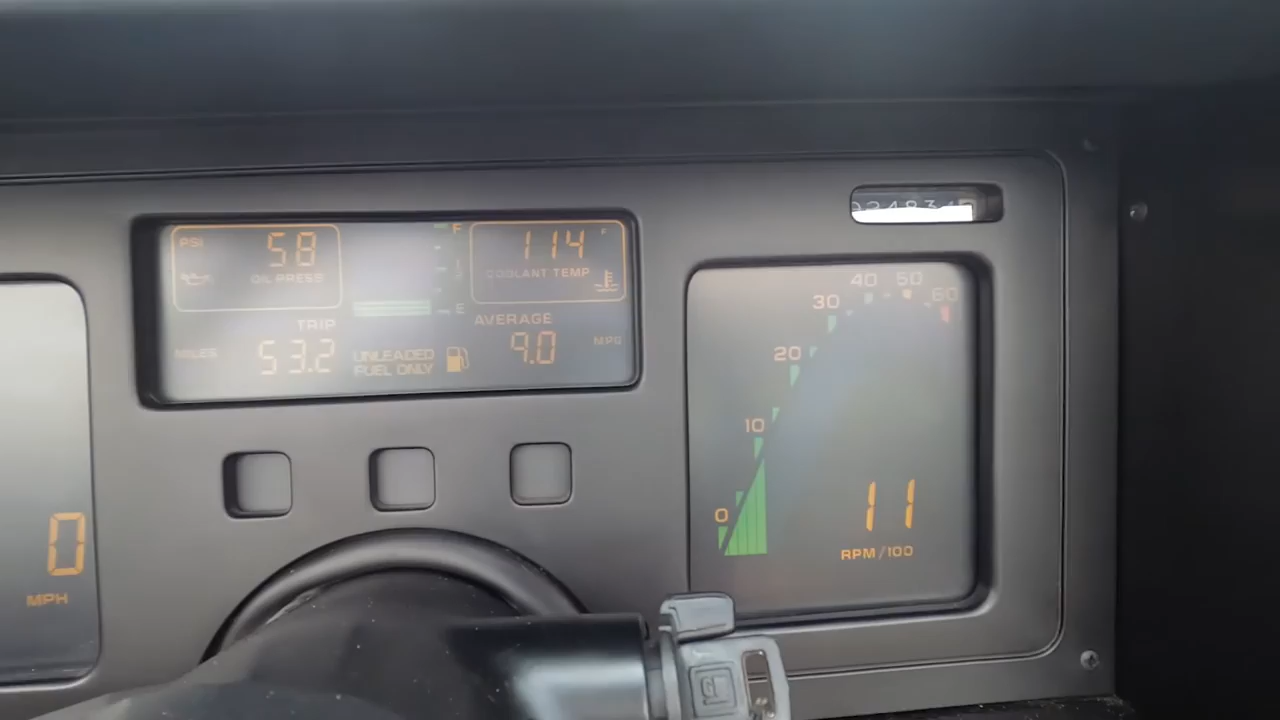 PSI
58
OIL PRESS
F
E
114
F
COOLANT TEMP
TRIP
MILES
53.2
UNLEADED
FUEL ONLY
AVERAGE
9.0
MPG
0
MPH
0
10
20
30
40
50
60
11
RPM/100